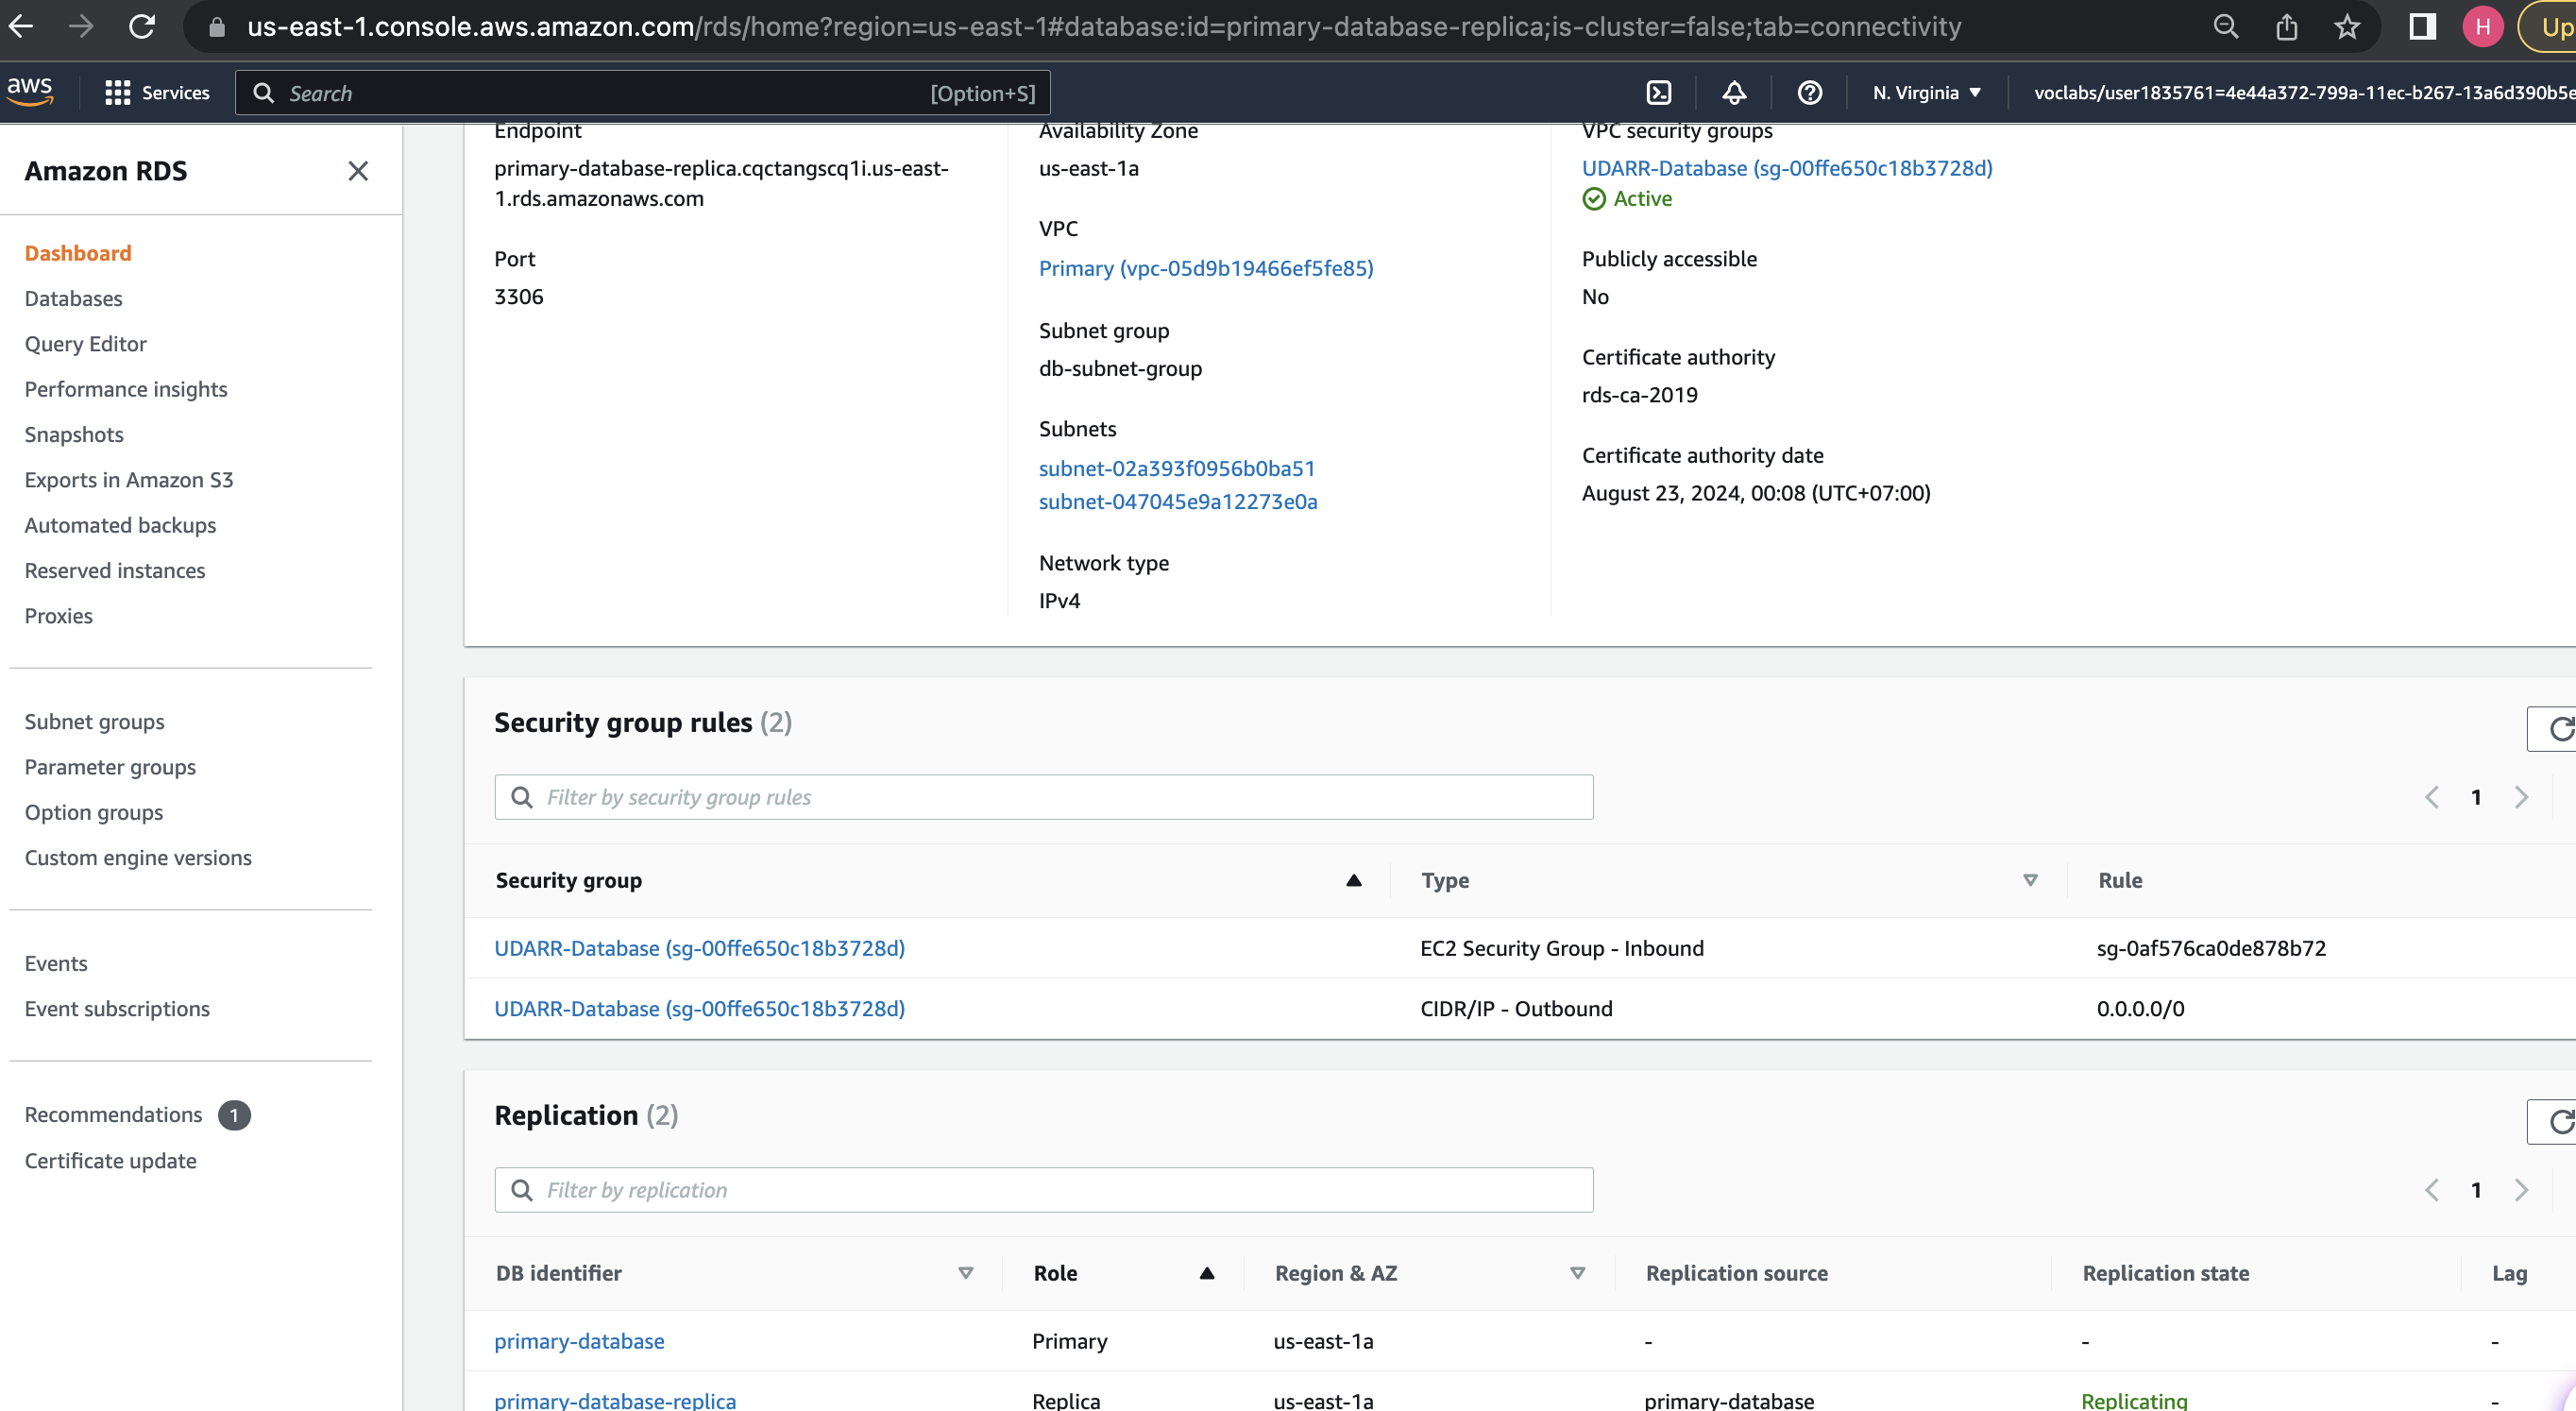 us-east-1.console.aws.amazon.com/rds/home?region=us-east-1#database:id=primary-database-replica;is-cluster=false;tab=connectivity
H
Up
aws
Services
Search
[Option+S]
N. Virginia
voclabs/user1835761=4e44a372-799a-11ec-b267-13a6d390b5e
Amazon RDS
Dashboard
Databases
Query Editor
Performance insights
Snapshots
Exports in Amazon S3
Automated backups
Reserved instances
Proxies
Subnet groups
Parameter groups
Option groups
Custom engine versions
Events
Event subscriptions
Recommendations 1
Certificate update
Endpoint
primary-database-replica.cqctangscq1i.us-east-
1.rds.amazonaws.com
Port
3306
Availability Zone
us-east-1a
VPC
Primary (vpc-05d9b19466ef5fe85)
Subnet group
db-subnet-group
Subnets
subnet-02a393f0956b0ba51
subnet-047045e9a12273e0a
Network type
IPv4
VPC security groups
UDARR-Database (sg-00ffe650c18b3728d)
Active
Publicly accessible
No
Certificate authority
rds-ca-2019
Certificate authority date
August 23, 2024, 00:08 (UTC+07:00)
Security group rules (2)
Filter by security group rules
1
Security group Type Rule
UDARR-Database (sg-00ffe650c18b3728d) EC2 Security Group - Inbound sg-0af576ca0de878b72
UDARR-Database (sg-00ffe650c18b3728d) CIDR/IP - Outbound 0.0.0.0/0
Replication (2)
Filter by replication
1
DB identifier Role Region & AZ Replication source Replication state Lag
primary-database Primary us-east-1a - - -
primary-database-replica Replica us-east-1a primary-database Replicating -